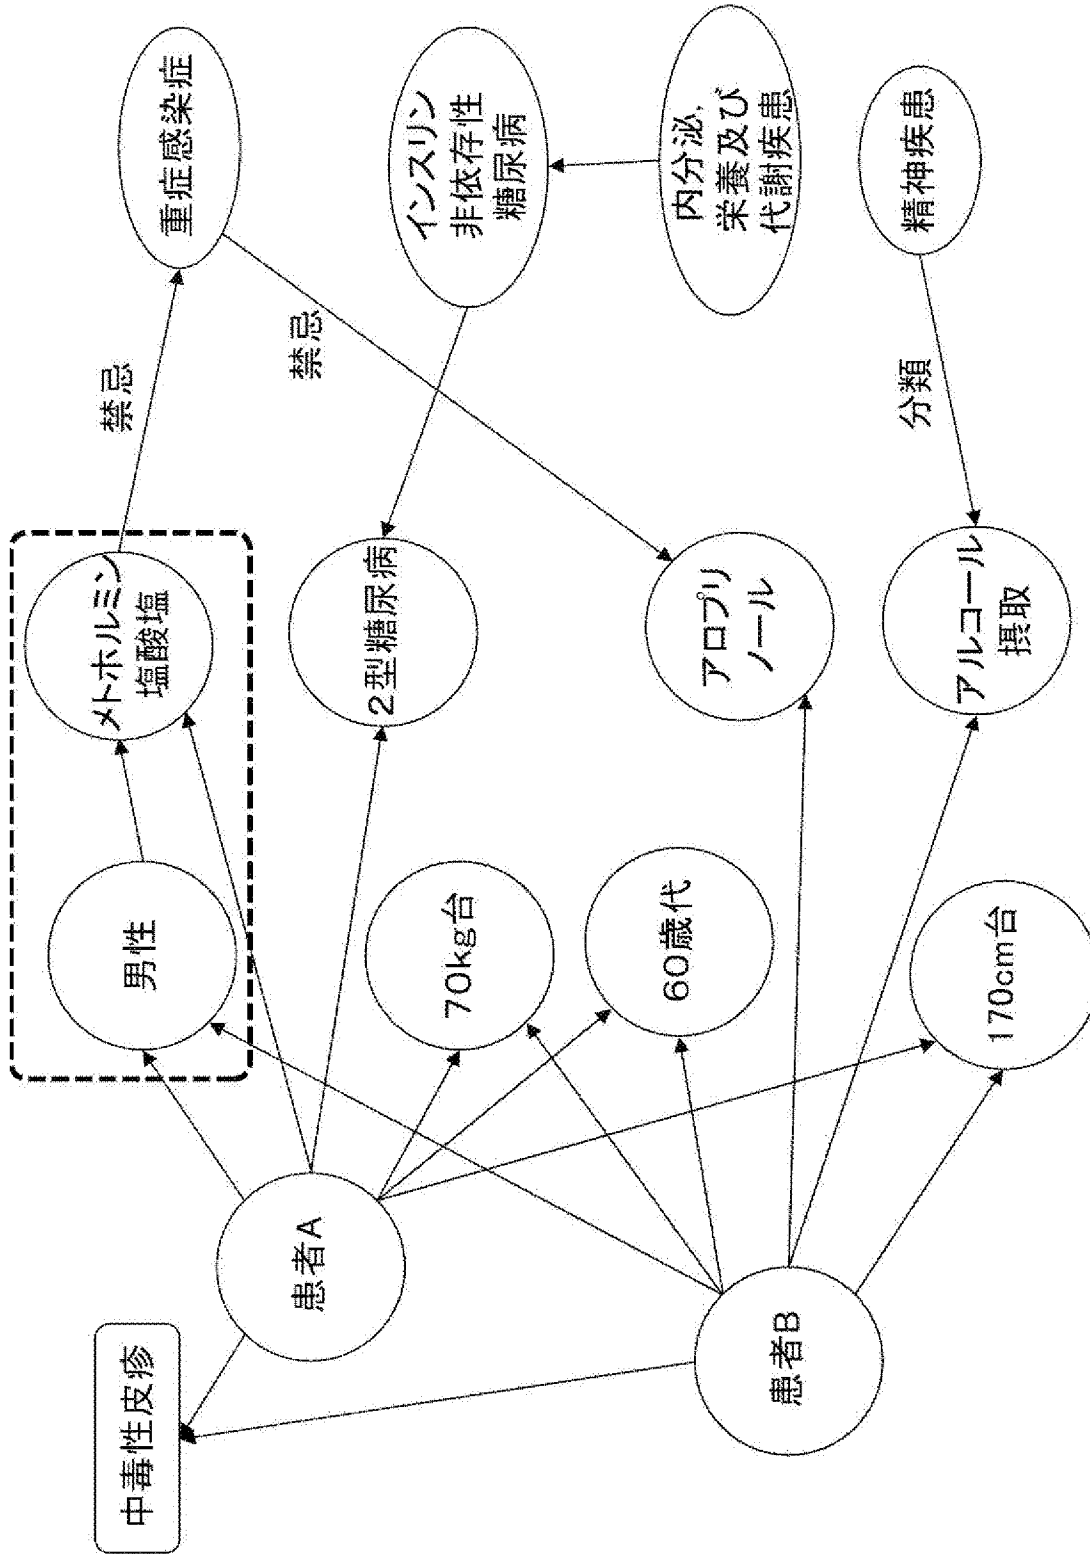 中毒性皮疹
患者A
患者B
男性
70kg台
60歳代
170cm台
メトホルミン
塩酸塩
2型糖尿病
アロプリ
ノール
アルコール
摂取
禁忌
禁忌
分類
重症感染症
インスリン
非依存性
糖尿病
内分泌,
栄養及び
代謝疾患
精神疾患